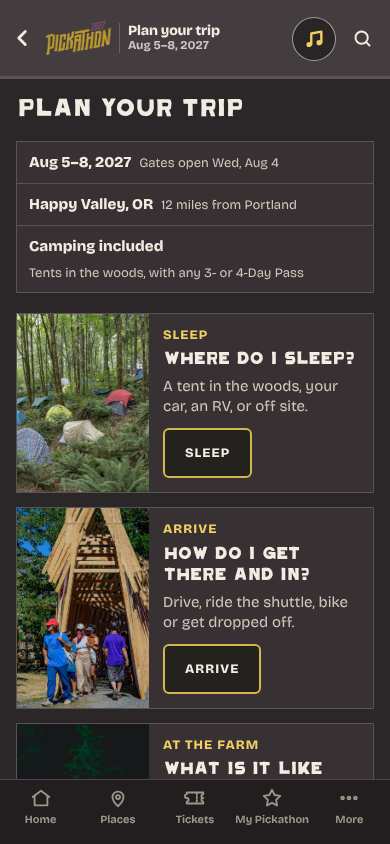 PICKATHON
Plan your trip
Aug 5–8, 2027
PLAN YOUR TRIP
Aug 5–8, 2027 Gates open Wed, Aug 4
Happy Valley, OR 12 miles from Portland
Camping included
Tents in the woods, with any 3- or 4-Day Pass
SLEEP
WHERE DO I SLEEP?
A tent in the woods, your
car, an RV, or off site.
SLEEP
ARRIVE
HOW DO I GET
THERE AND IN?
Drive, ride the shuttle, bike
or get dropped off.
ARRIVE
AT THE FARM
WHAT IS IT LIKE
Home
Places
Tickets
My Pickathon
More